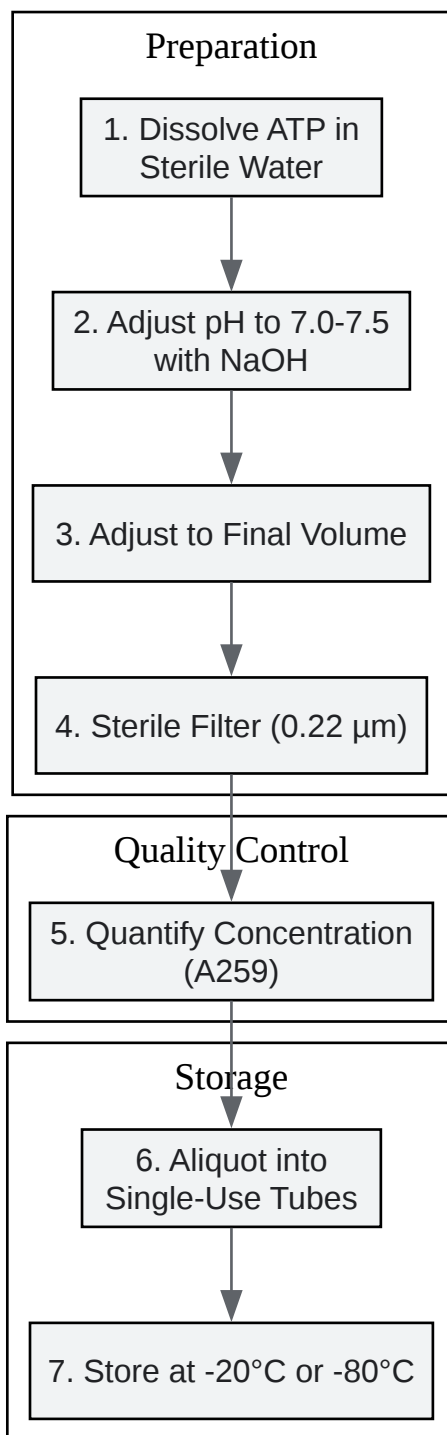 Preparation
1. Dissolve ATP in
Sterile Water
2. Adjust pH to 7.0-7.5
with NaOH
3. Adjust to Final Volume
4. Sterile Filter (0.22 µm)
Quality Control
5. Quantify Concentration
(A259)
Storage
6. Aliquot into
Single-Use Tubes
7. Store at -20°C or -80°C